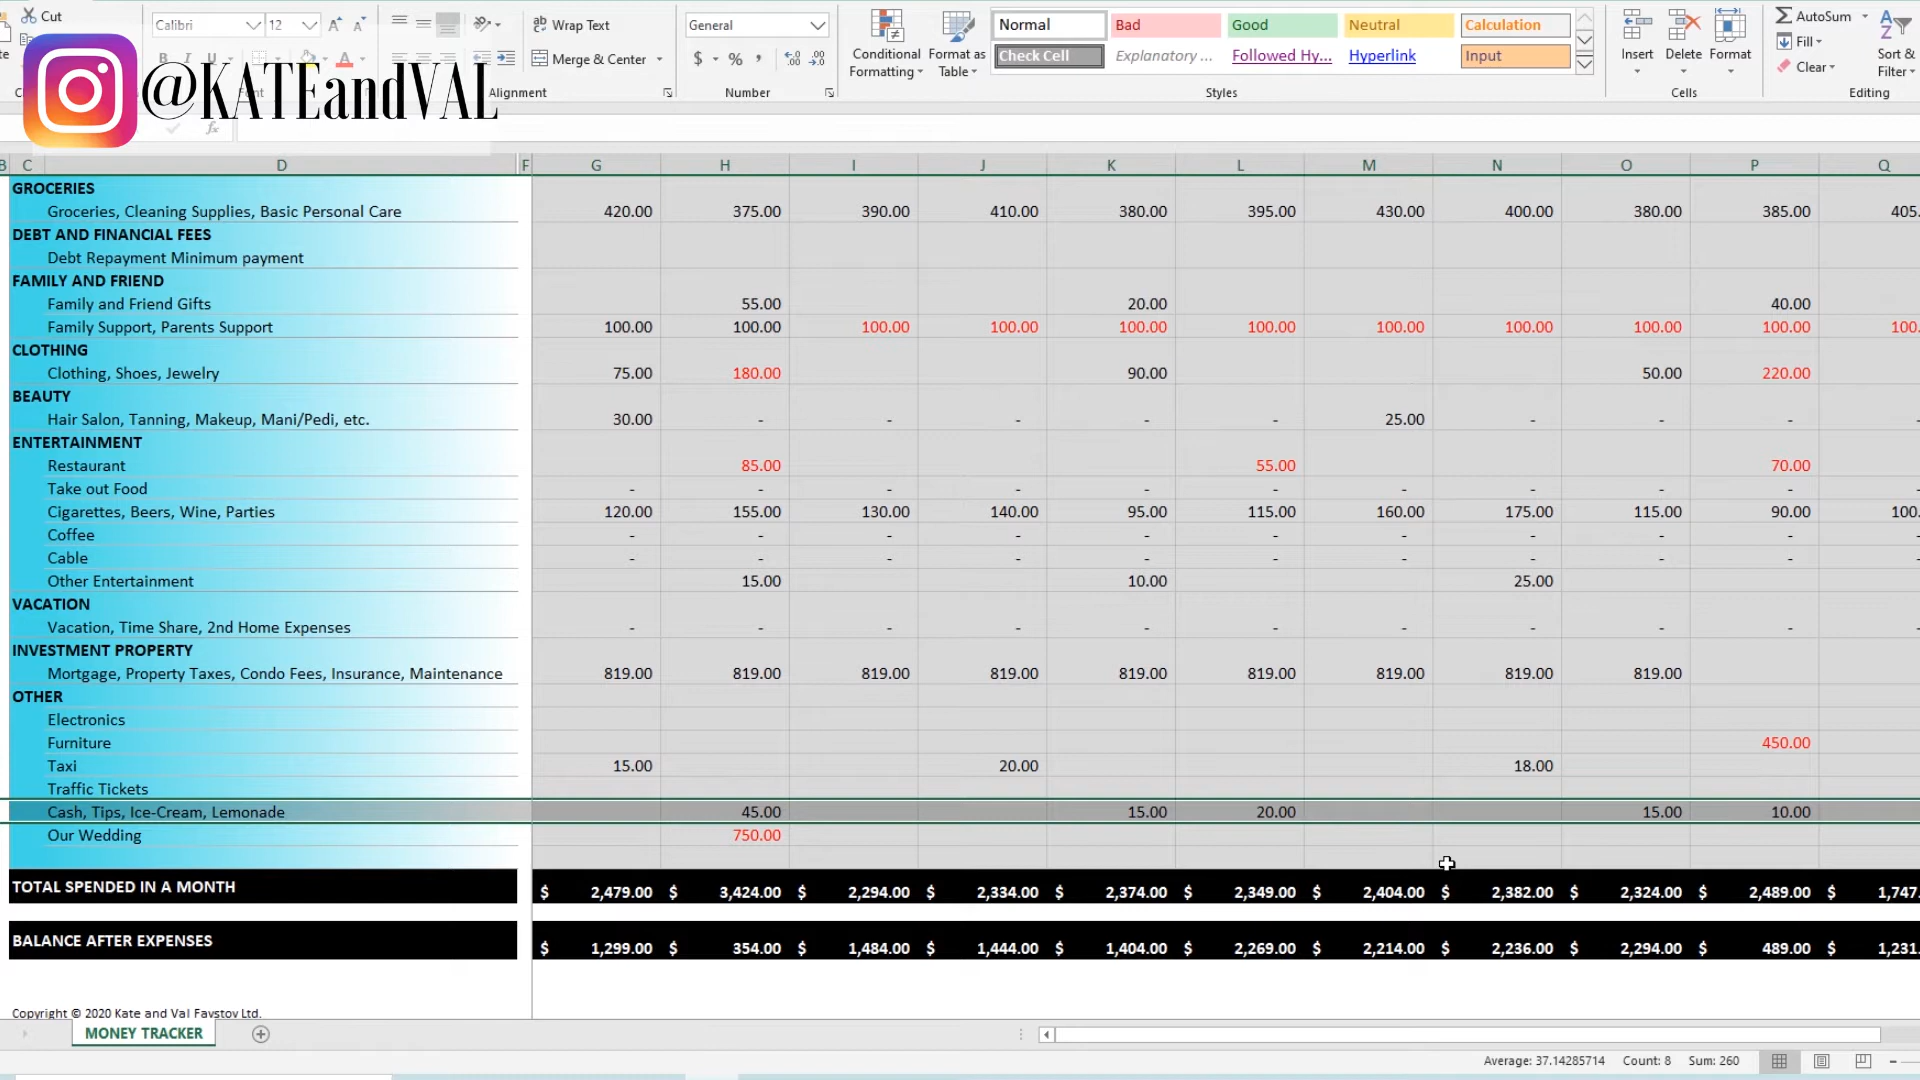 Cut
Calibri 12
Wrap Text
General
Conditional Formatting
Format as Table
Normal Bad Good Neutral Calculation
Check Cell Explanatory ... Followed Hy... Hyperlink Input
Insert Delete Format
AutoSum
Fill
Clear
Sort & Filter
B I U
Merge & Center
$ % ,
@KATEandVAL
Font Alignment Number Styles Cells Editing
fx
B C D F G H I J K L M N O P Q
GROCERIES
Groceries, Cleaning Supplies, Basic Personal Care 420.00 375.00 390.00 410.00 380.00 395.00 430.00 400.00 380.00 385.00 405.
DEBT AND FINANCIAL FEES
Debt Repayment Minimum payment
FAMILY AND FRIEND
Family and Friend Gifts 55.00 20.00 40.00
Family Support, Parents Support 100.00 100.00 100.00 100.00 100.00 100.00 100.00 100.00 100.00 100.00 100.
CLOTHING
Clothing, Shoes, Jewelry 75.00 180.00 90.00 50.00 220.00
BEAUTY
Hair Salon, Tanning, Makeup, Mani/Pedi, etc. 30.00 - - - - - 25.00 - - - -
ENTERTAINMENT
Restaurant 85.00 55.00 70.00
Take out Food - - - - - - - - - - -
Cigarettes, Beers, Wine, Parties 120.00 155.00 130.00 140.00 95.00 115.00 160.00 175.00 115.00 90.00 100.
Coffee - - - - - - - - - - -
Cable - - - - - - - - - - -
Other Entertainment 15.00 10.00 25.00
VACATION
Vacation, Time Share, 2nd Home Expenses - - - - - - - - - - -
INVESTMENT PROPERTY
Mortgage, Property Taxes, Condo Fees, Insurance, Maintenance 819.00 819.00 819.00 819.00 819.00 819.00 819.00 819.00 819.00
OTHER
Electronics
Furniture 450.00
Taxi 15.00 20.00 18.00
Traffic Tickets
Cash, Tips, Ice-Cream, Lemonade 45.00 15.00 20.00 15.00 10.00
Our Wedding 750.00
TOTAL SPENDED IN A MONTH $ 2,479.00 $ 3,424.00 $ 2,294.00 $ 2,334.00 $ 2,374.00 $ 2,349.00 $ 2,404.00 $ 2,382.00 $ 2,324.00 $ 2,489.00 $ 1,747.
BALANCE AFTER EXPENSES $ 1,299.00 $ 354.00 $ 1,484.00 $ 1,444.00 $ 1,404.00 $ 2,269.00 $ 2,214.00 $ 2,236.00 $ 2,294.00 $ 489.00 $ 1,231.
Copyright © 2020 Kate and Val Favstov Ltd.
MONEY TRACKER
Average: 37.14285714 Count: 8 Sum: 260